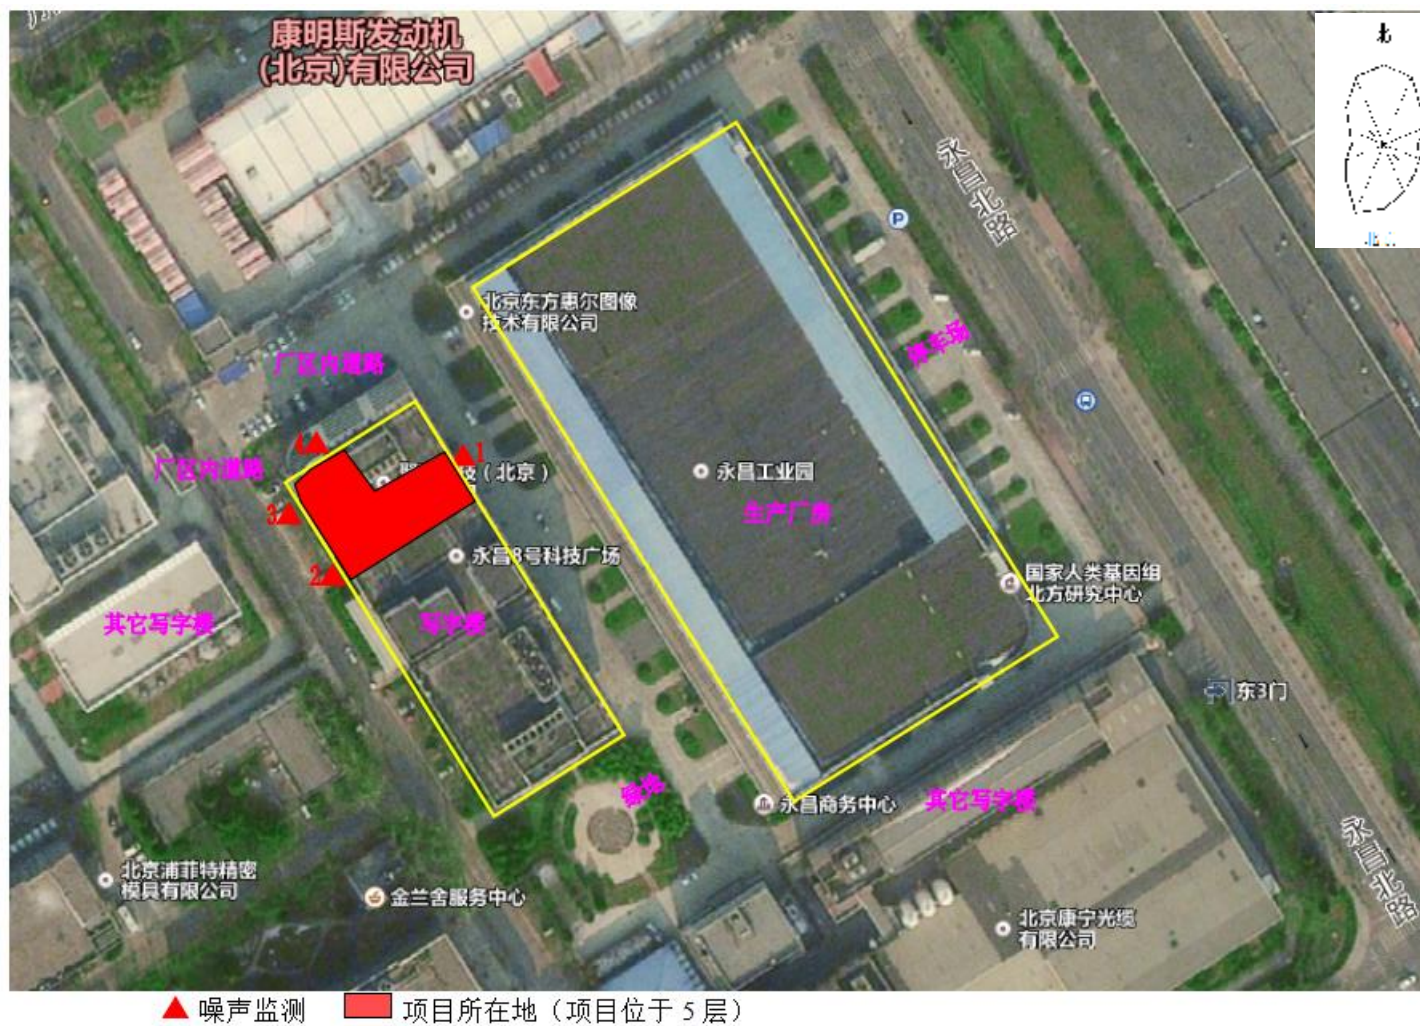 康明斯发动机
(北京)有限公司
北
永昌北路
P
北京东方惠尔图像
技术有限公司
厂区内道路
停车场
厂区内道路
4
1
技（北京）
永昌工业园
3
生产厂房
永昌8号科技广场
2
国家人类基因组
北方研究中心
其它写字楼
写字楼
东3门
绿地
永昌商务中心
其它写字楼
永昌北路
北京浦菲特精密
模具有限公司
金兰舍服务中心
北京康宁光缆
有限公司
噪声监测
项目所在地（项目位于 5 层）